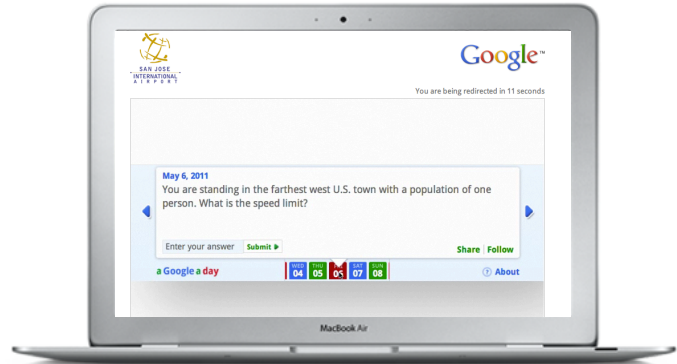 SAN JOSE
INTERNATIONAL
AIRPORT
Google™
You are being redirected in 11 seconds
May 6, 2011
You are standing in the farthest west U.S. town with a population of one
person. What is the speed limit?
Enter your answer Submit
Share Follow
a Google a day
WED THU SAT SUN
04 05 06 07 08
? About
MacBook Air